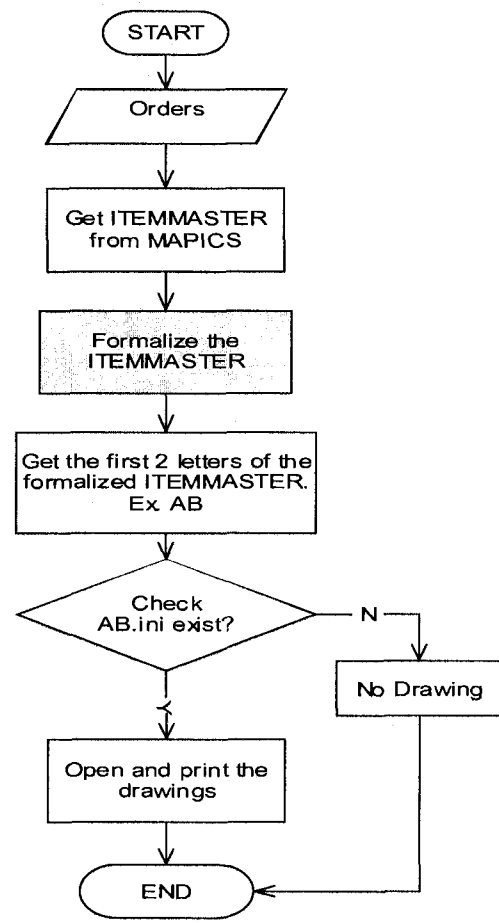 START
Orders
Get ITEMMASTER
from MAPICS
Formalize the
ITEMMASTER
Get the first 2 letters of the
formalized ITEMMASTER.
Ex. AB
Check
AB.ini exist?
N
No Drawing
Y
Open and print the
drawings
END